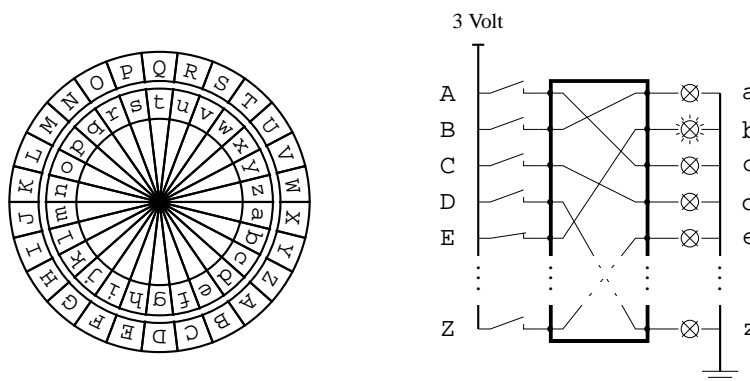 Q R S T U V W X Y Z A B C D E F G H I J K L M N O P
t u v w x y z a b c d e f g h i j k l m n o p q r s
3 Volt
A a
B b
C c
D d
E e
Z z